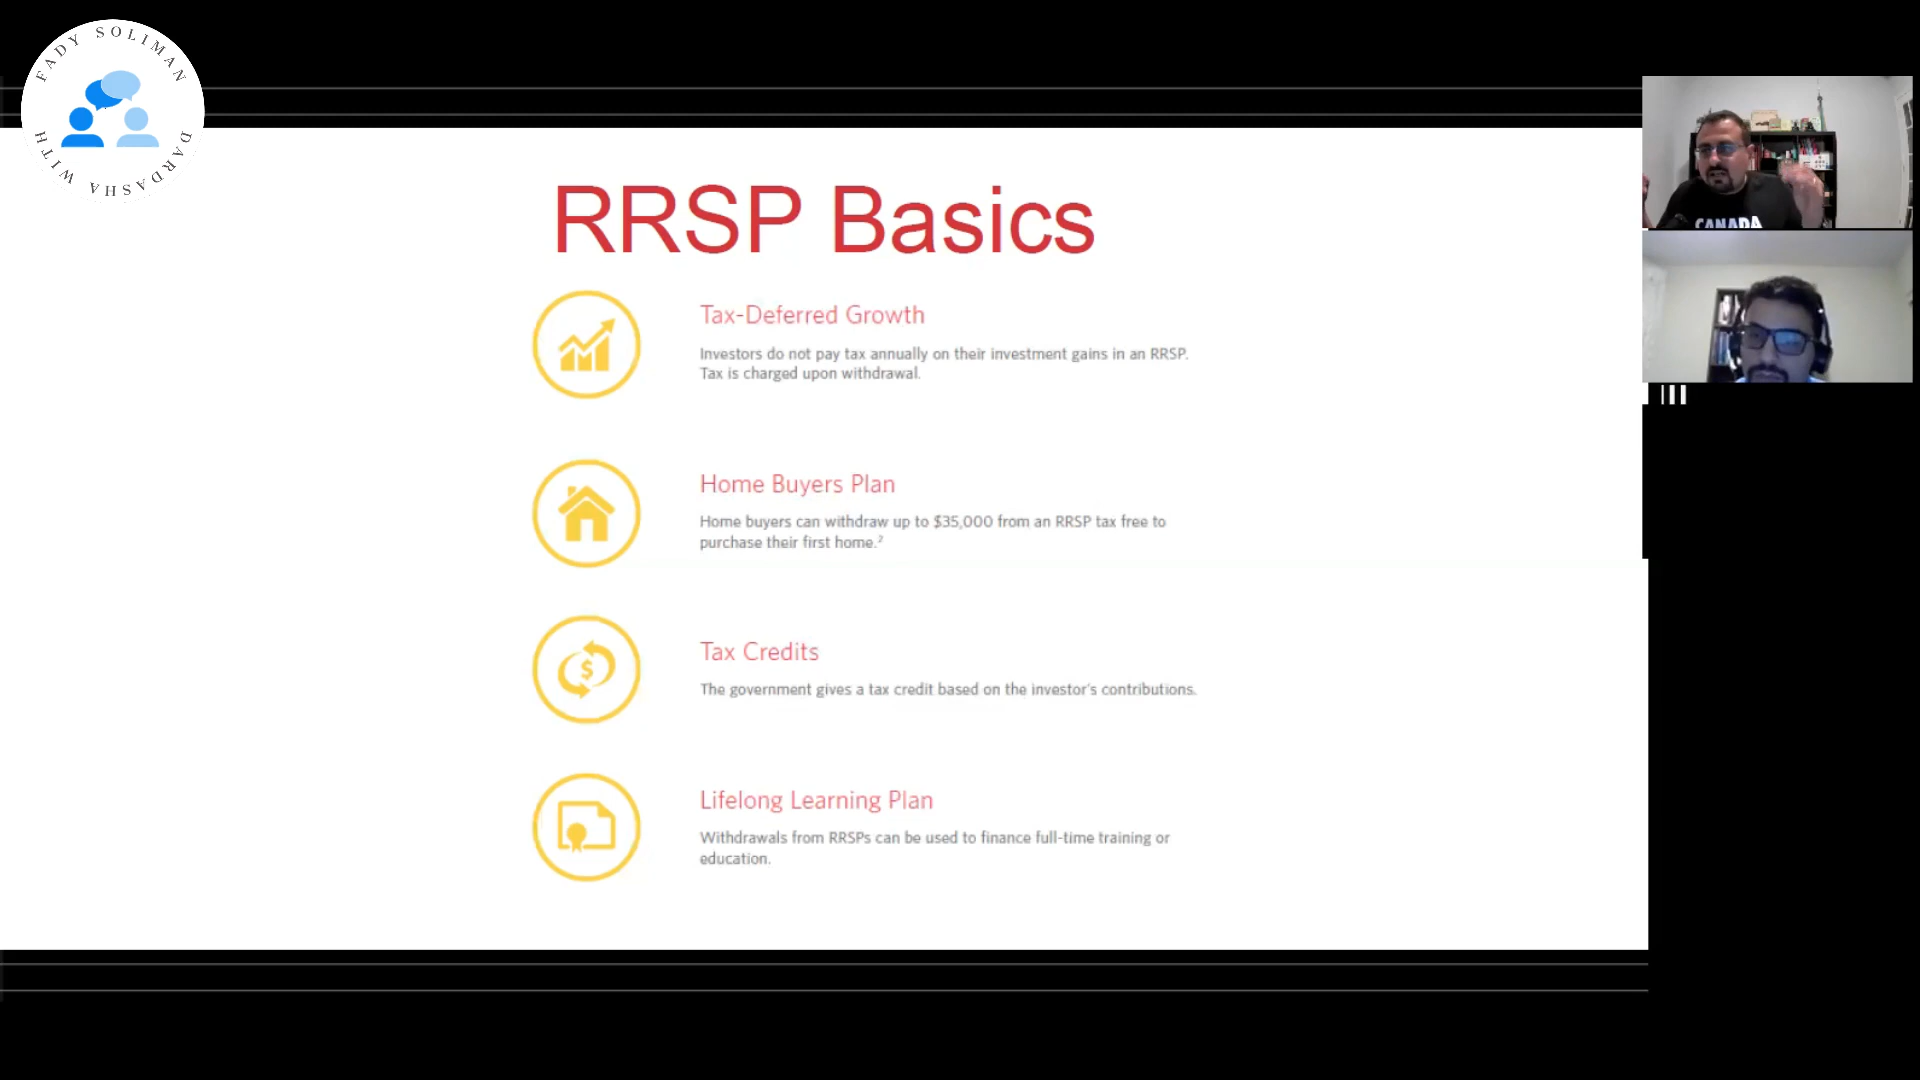 FADY SOLIMAN
DARDASHA WITH
RRSP Basics
Tax-Deferred Growth
Investors do not pay tax annually on their investment gains in an RRSP.
Tax is charged upon withdrawal.
Home Buyers Plan
Home buyers can withdraw up to $35,000 from an RRSP tax free to
purchase their first home.²
Tax Credits
$
The government gives a tax credit based on the investor's contributions.
Lifelong Learning Plan
Withdrawals from RRSPs can be used to finance full-time training or
education.
CANADA